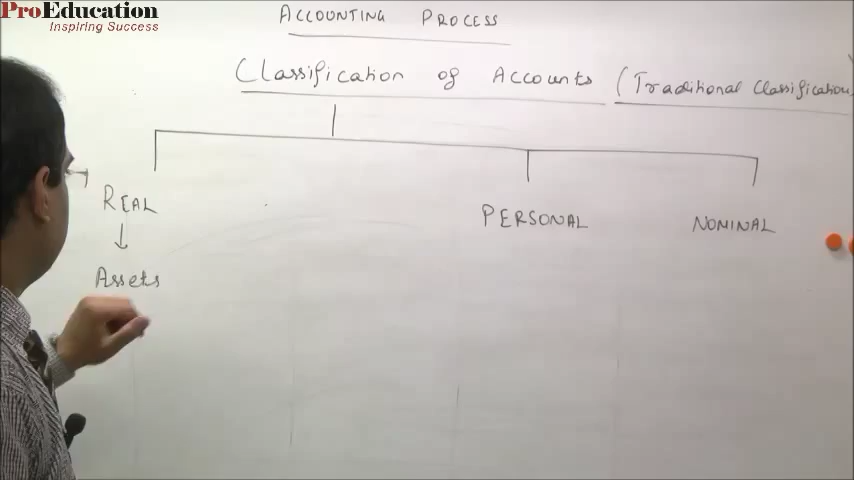 ProEducation
Inspiring Success
ACCOUNTING PROCESS
Classification of Accounts (Traditional Classification
REAL
PERSONAL
NOMINAL
Assets